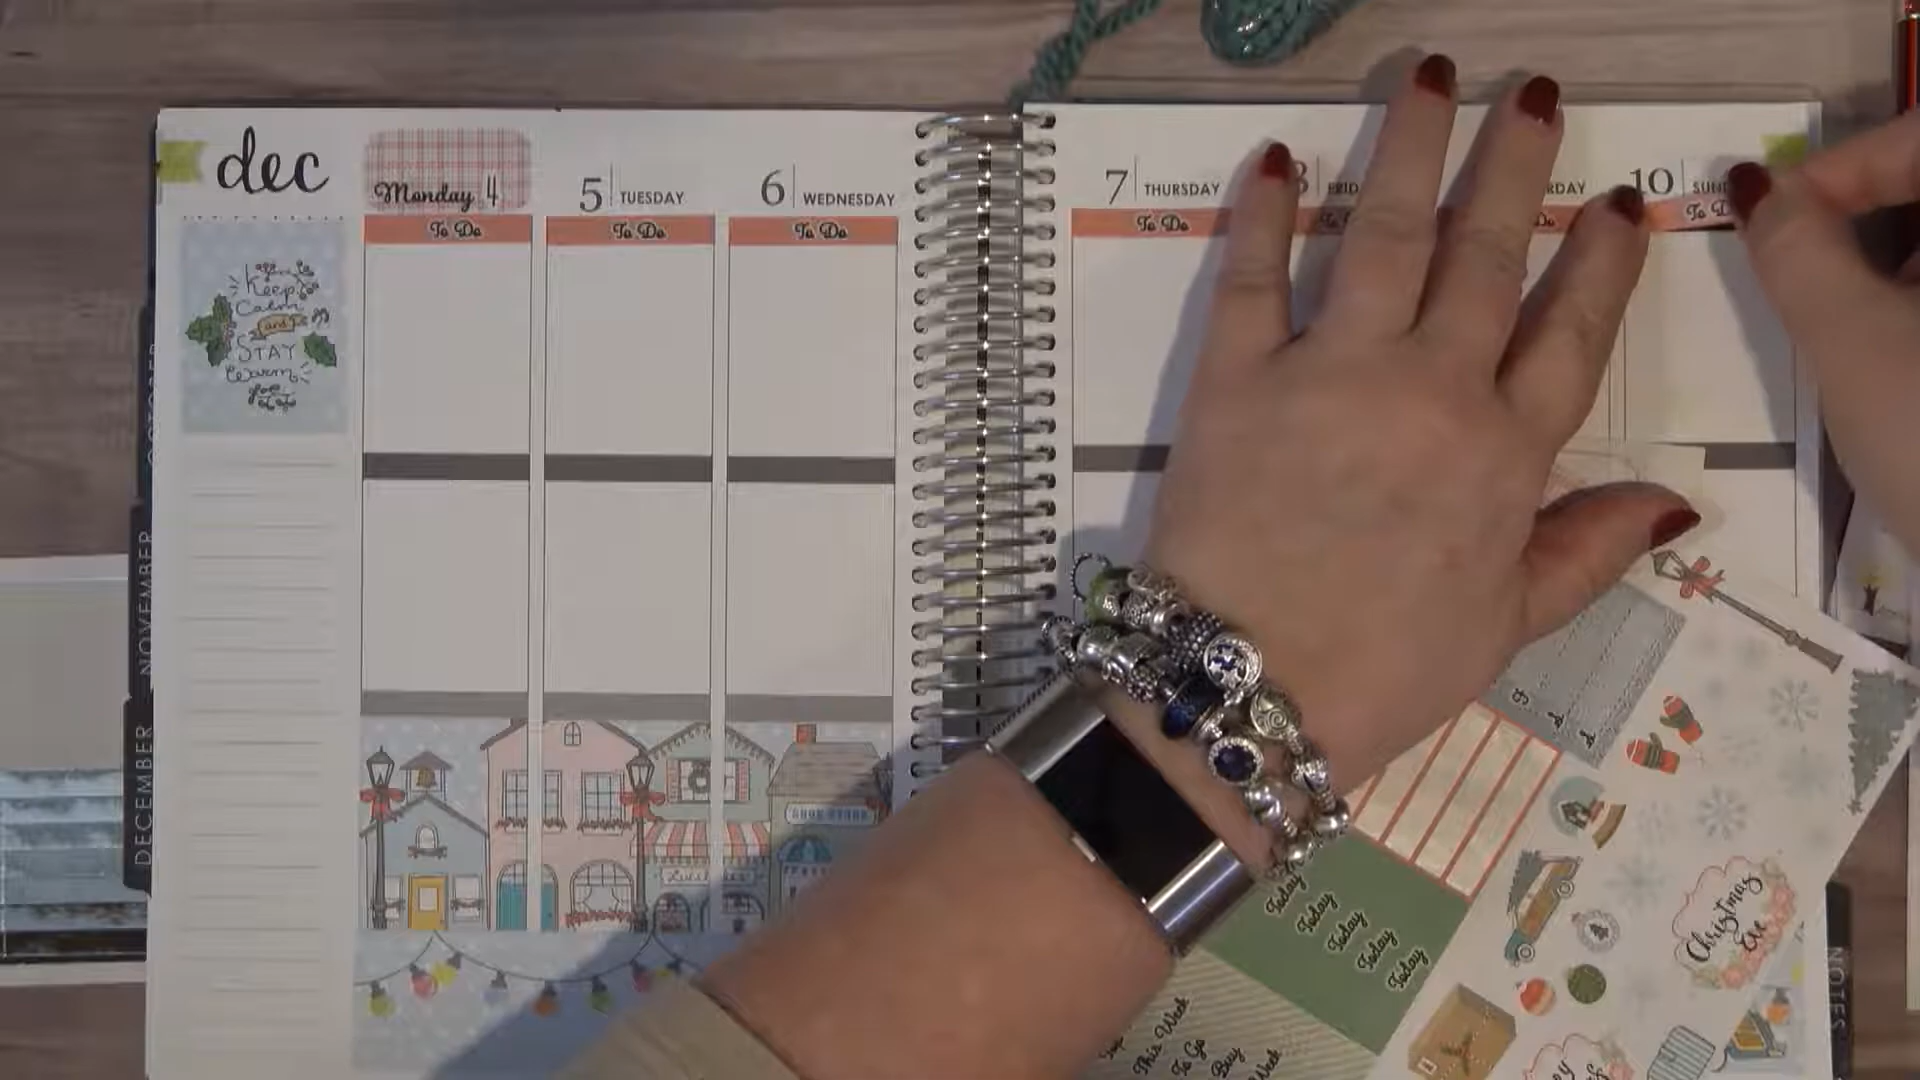 dec
Monday 4
5 TUESDAY
6 WEDNESDAY
7 THURSDAY
10
To Do
To Do
To Do
To Do
Keep
Calm
and
STAY
Warm
OCTOBER
NOVEMBER
DECEMBER
NOTES
Today
Today
Today
Today
Today
This Week
To Go
Buy
Week
Christmas
Eve